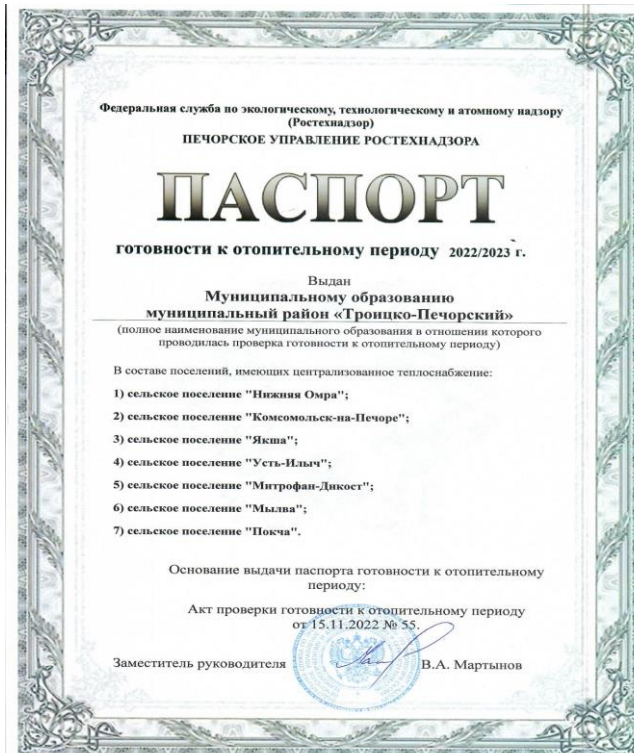 Федеральная служба по экологическому, технологическому и атомному надзору
(Ростехнадзор)
ПЕЧОРСКОЕ УПРАВЛЕНИЕ РОСТЕХНАДЗОРА
ПАСПОРТ
готовности к отопительному периоду 2022/2023 г.
Выдан
Муниципальному образованию
муниципальный район «Троицко-Печорский»
(полное наименование муниципального образования в отношении которого
проводилась проверка готовности к отопительному периоду)
В составе поселений, имеющих централизованное теплоснабжение:
1) сельское поселение "Нижняя Омра";
2) сельское поселение "Комсомольск-на-Печоре";
3) сельское поселение "Якша";
4) сельское поселение "Усть-Илыч";
5) сельское поселение "Митрофан-Дикост";
6) сельское поселение "Мылва";
7) сельское поселение "Покча".
Основание выдачи паспорта готовности к отопительному
периоду:
Акт проверки готовности к отопительному периоду
от 15.11.2022 № 55.
Заместитель руководителя В.А. Мартынов